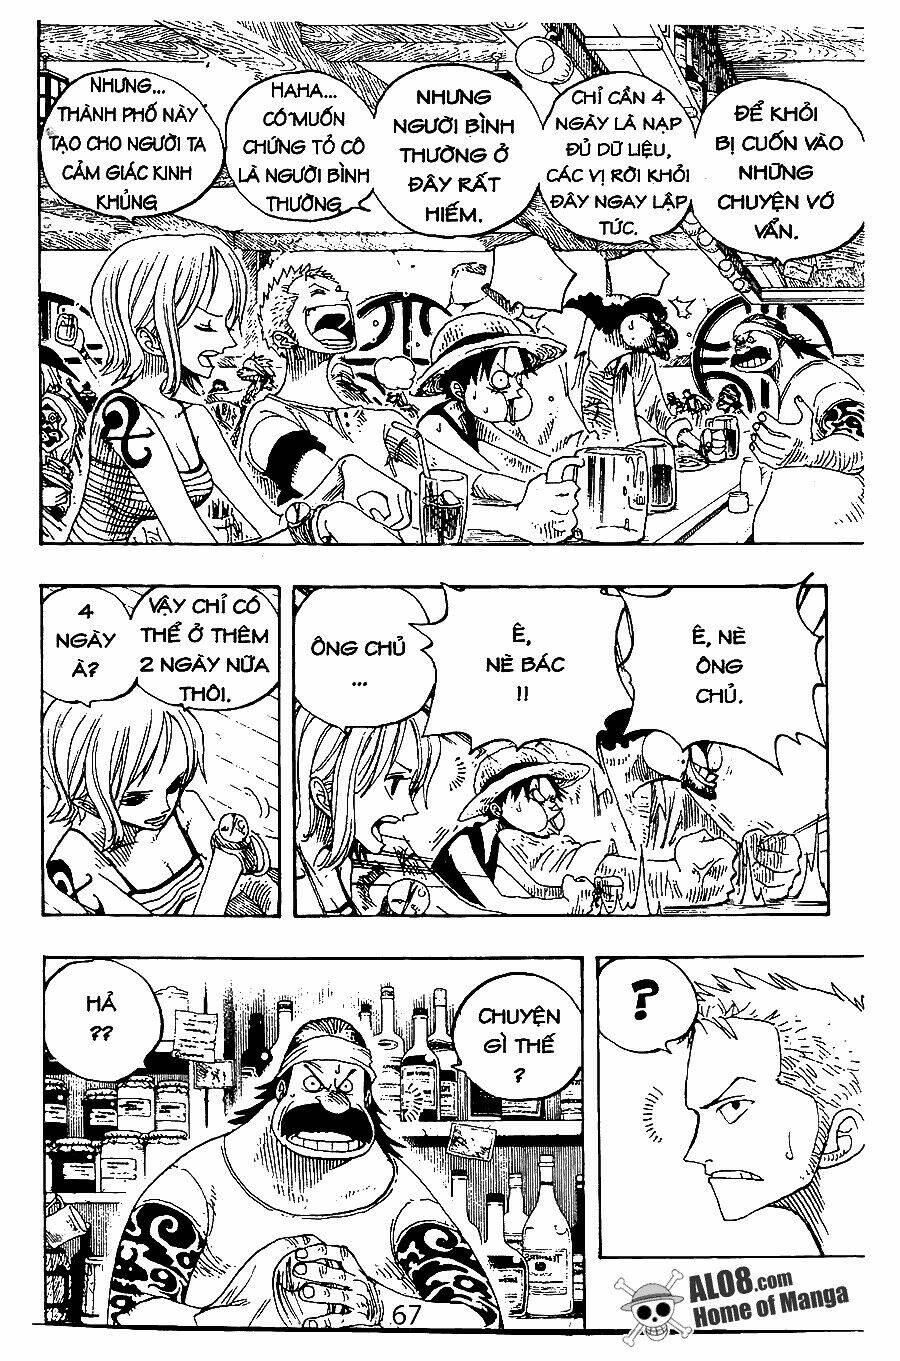 ĐỂ KHỎI
BỊ CUỐN VÀO
NHỮNG
CHUYỆN VỚ
VẨN.
CHỈ CẦN 4
NGÀY LÀ NẠP
ĐỦ DỮ LIỆU,
CÁC VỊ RỜI KHỎI
ĐÂY NGAY LẬP
TỨC.
NHƯNG
NGƯỜI BÌNH
THƯỜNG Ở
ĐÂY RẤT
HIẾM.
HAHA...
CÔ MUỐN
CHỨNG TỎ CÔ
LÀ NGƯỜI BÌNH
THƯỜNG
NHƯNG...
THÀNH PHỐ NÀY
TẠO CHO NGƯỜI TA
CẢM GIÁC KINH
KHỦNG
Ê, NÈ
ÔNG
CHỦ.
Ê,
NÈ BÁC
!!
ÔNG CHỦ
...
VẬY CHỈ CÓ
THỂ Ở THÊM
2 NGÀY NỮA
THÔI.
4
NGÀY
À?
?
CHUYỆN
GÌ THẾ
?
HẢ
??
67
ALO8.com
Home of Manga